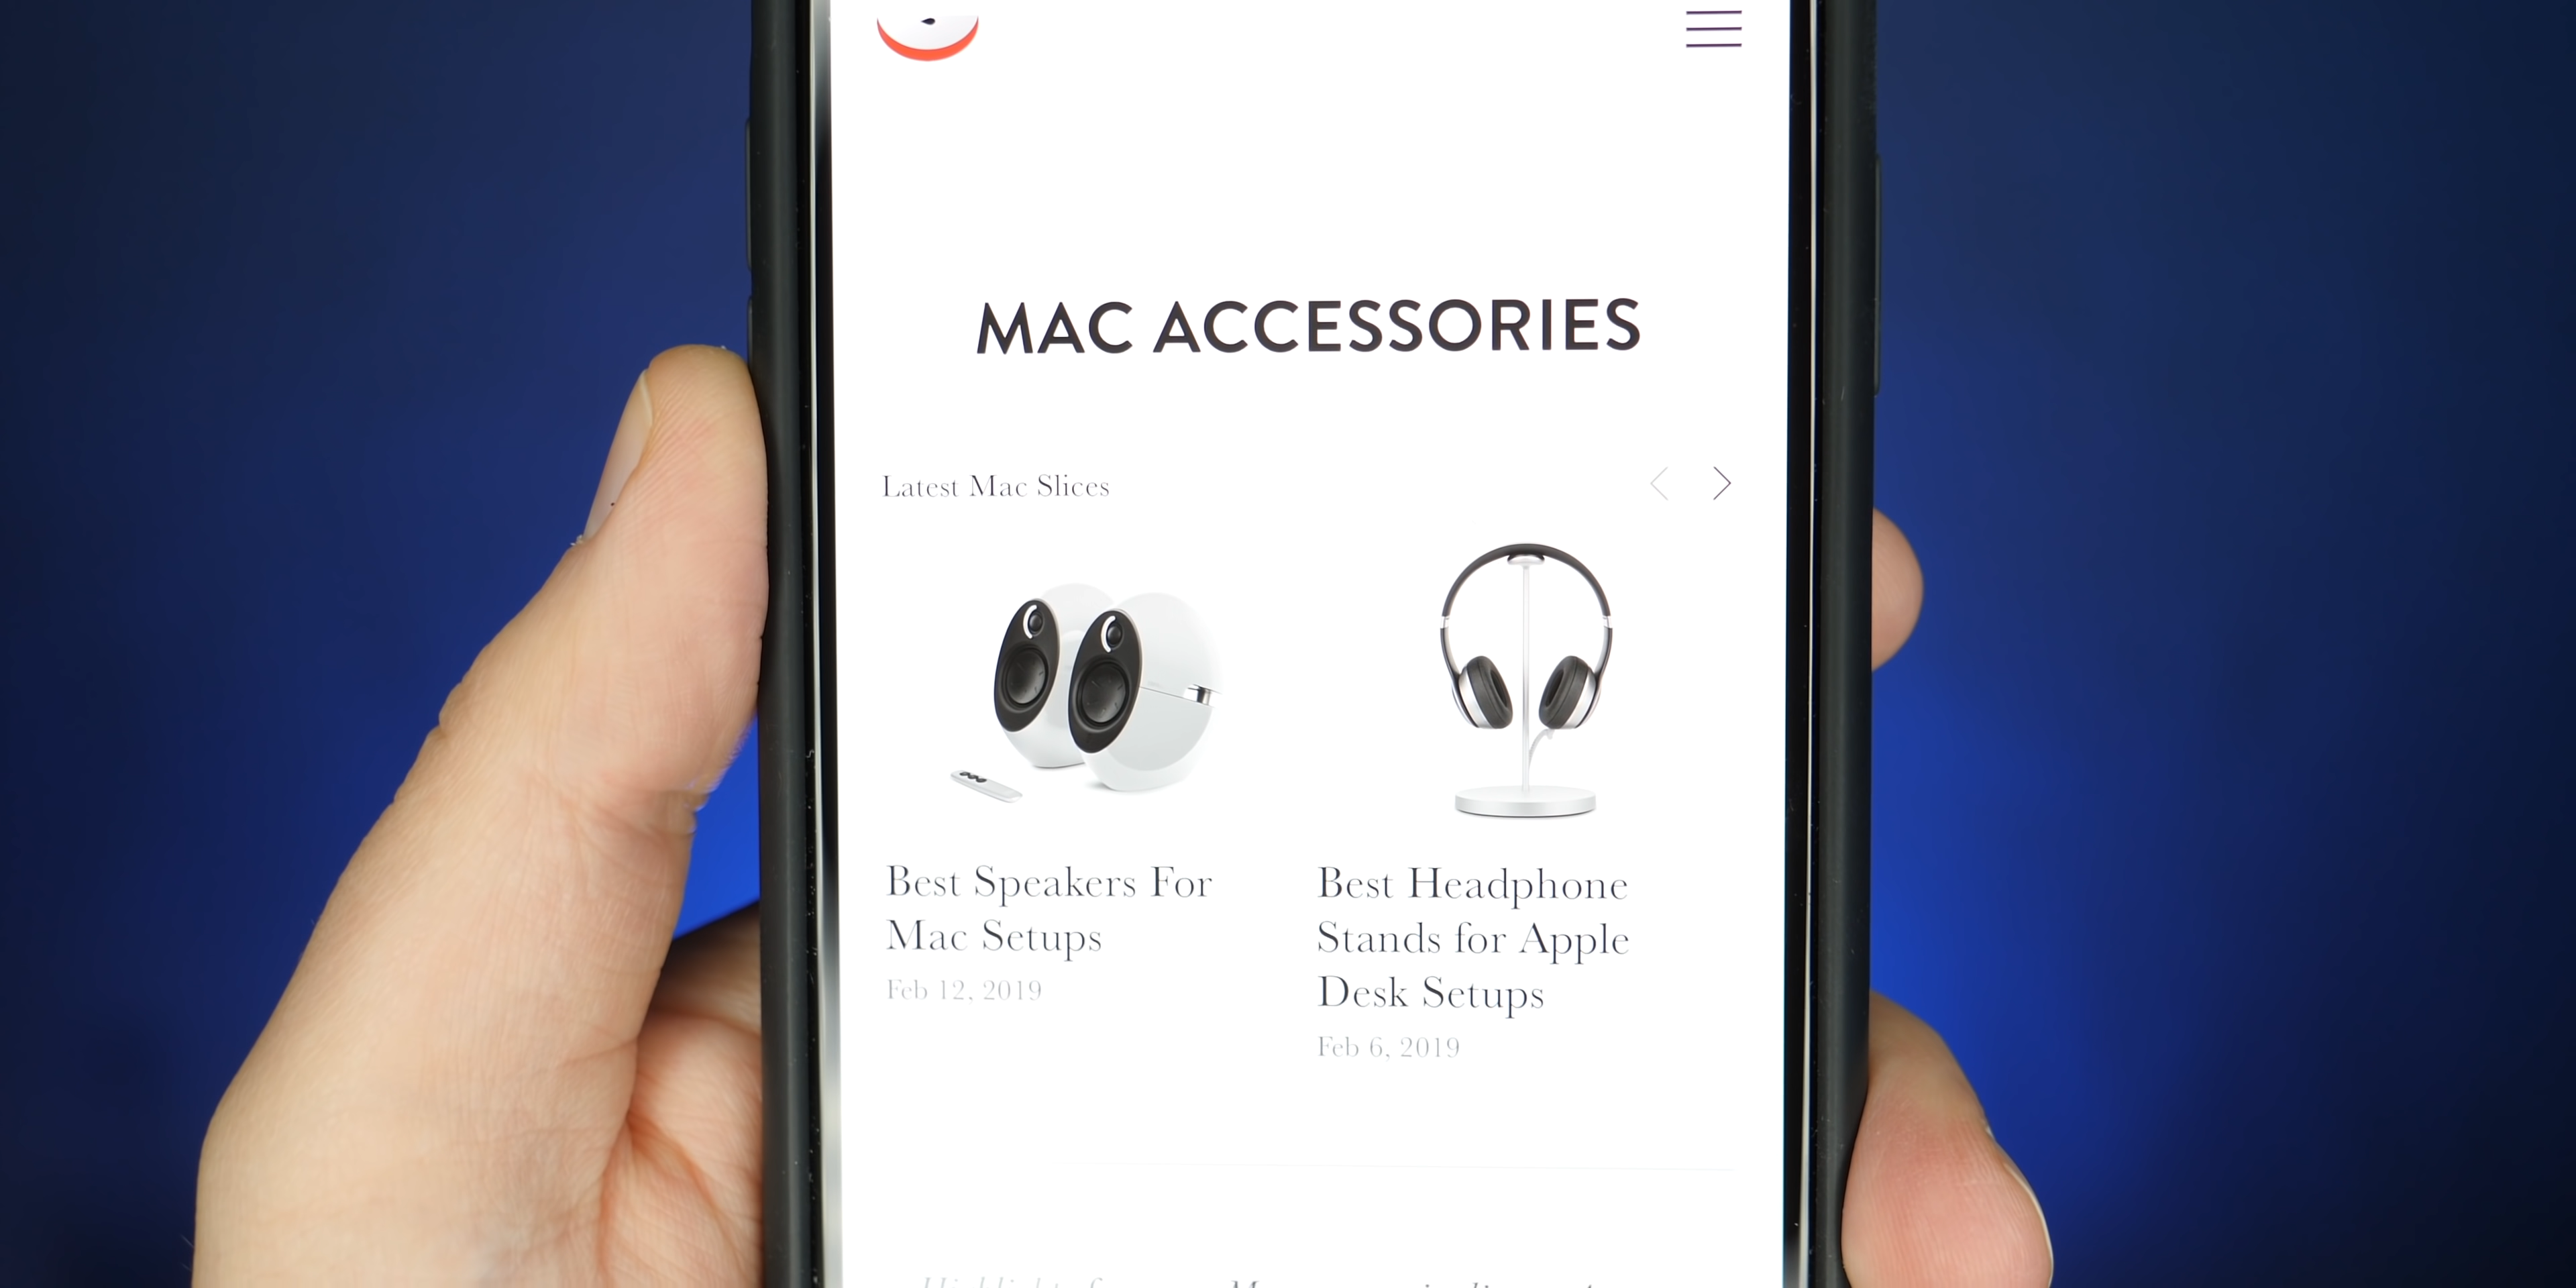 MAC ACCESSORIES
Latest Mac Slices
Best Speakers For
Mac Setups
Feb 12, 2019
Best Headphone
Stands for Apple
Desk Setups
Feb 6, 2019